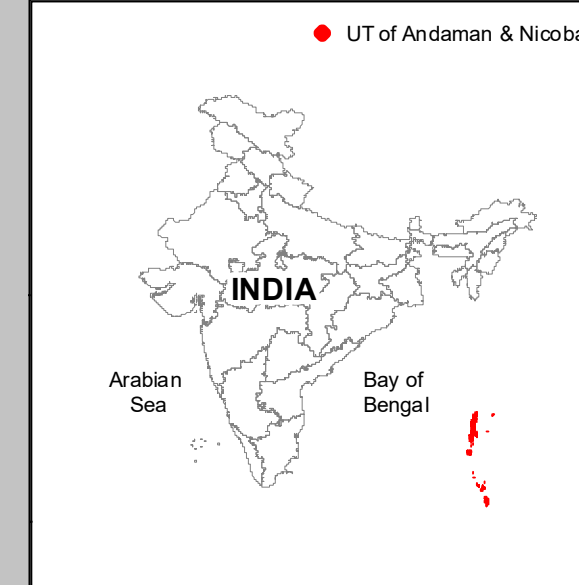 UT of Andaman & Nicoba
INDIA
Arabian
Sea
Bay of
Bengal